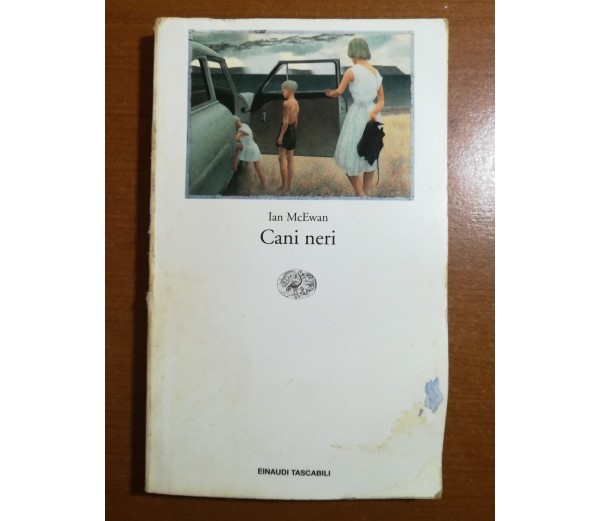 Ian McEwan
Cani neri
EINAUDI TASCABILI